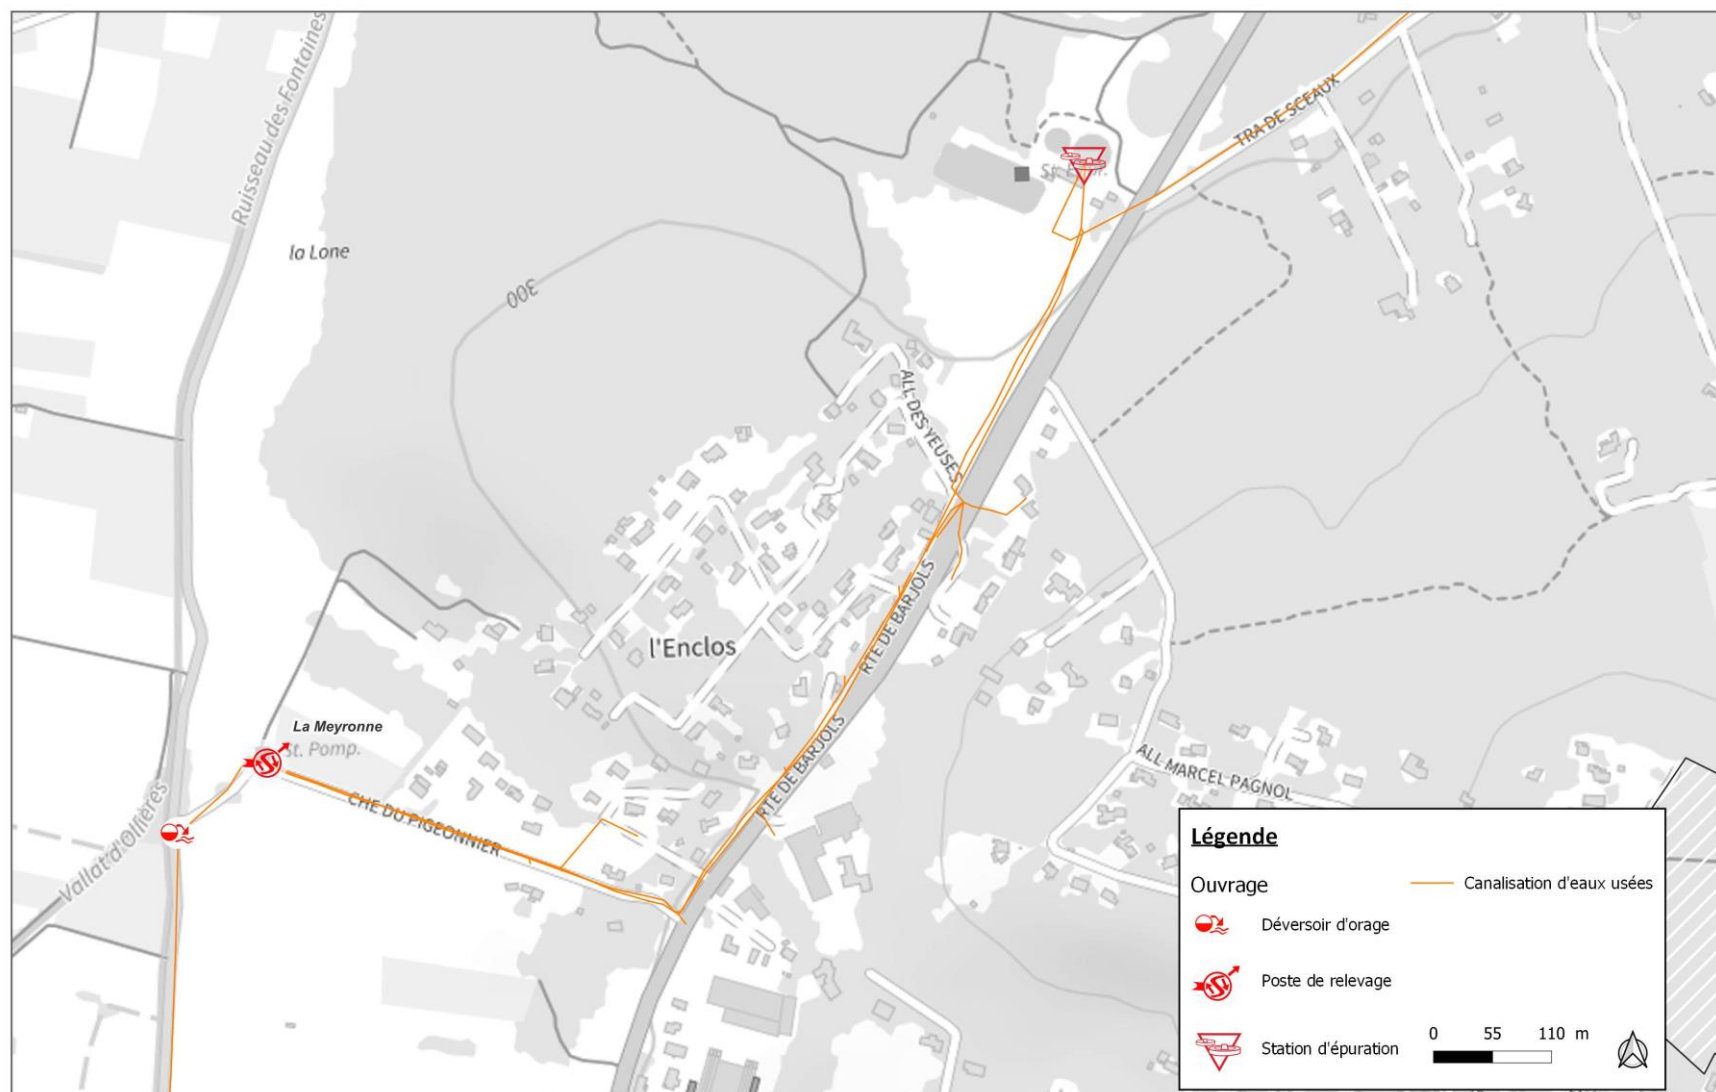 Ruisseau des Fontaines
TRA DE SCEAUX
la Lone
300
ALL DES YEUSES
RTE DE BARJOLS
l'Enclos
La Meyronne
St. Pomp.
RTE DE BARJOLS
CHE DU PIGEONNIER
Vallat d'Ollières
ALL MARCEL PAGNOL
Légende
Ouvrage
Canalisation d'eaux usées
Déversoir d'orage
Poste de relevage
Station d'épuration
0 55 110 m